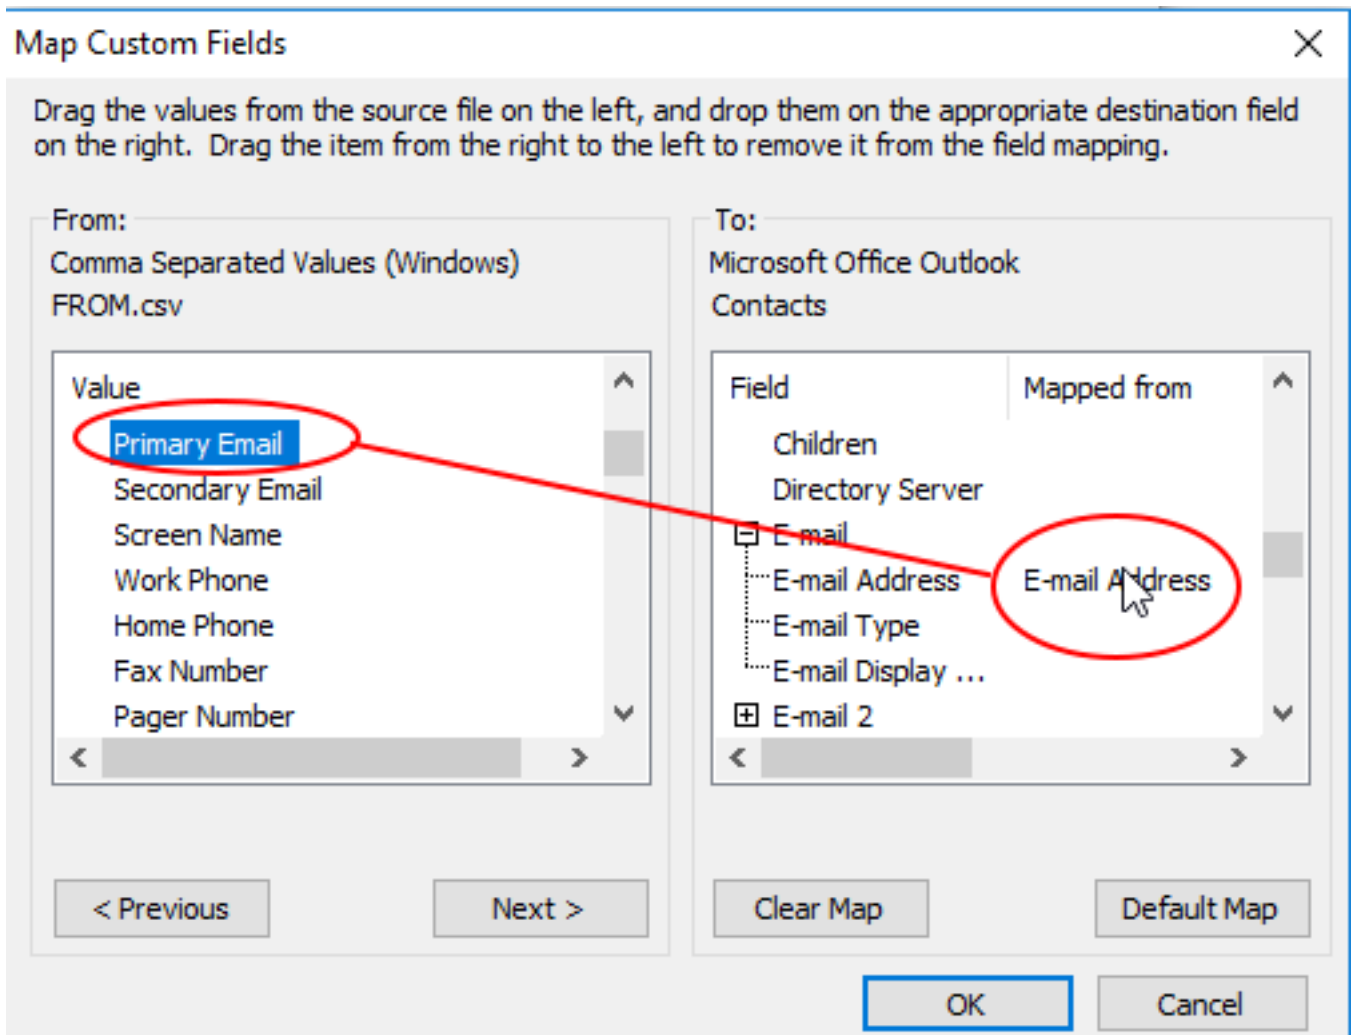 Map Custom Fields
Drag the values from the source file on the left, and drop them on the appropriate destination field
on the right.  Drag the item from the right to the left to remove it from the field mapping.
From:
Comma Separated Values (Windows)
FROM.csv
Value
Primary Email
Secondary Email
Screen Name
Work Phone
Home Phone
Fax Number
Pager Number
< Previous
Next >
To:
Microsoft Office Outlook
Contacts
Field Mapped from
Children
Directory Server
E-mail
E-mail Address E-mail Address
E-mail Type
E-mail Display ...
E-mail 2
Clear Map
Default Map
OK
Cancel